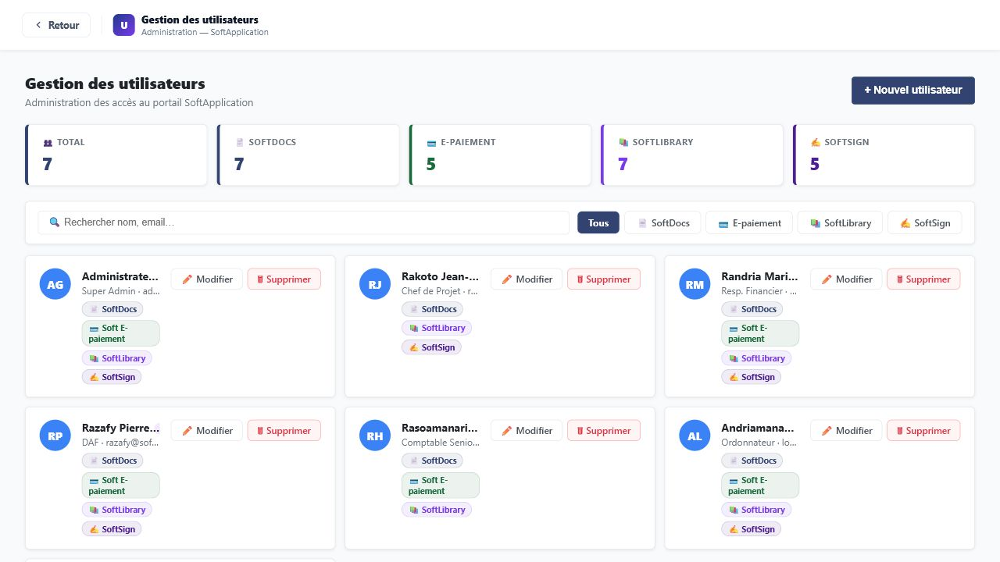 Retour
U
Gestion des utilisateurs
Administration — SoftApplication
Gestion des utilisateurs
Administration des accès au portail SoftApplication
+ Nouvel utilisateur
TOTAL
7
SOFTDOCS
7
E-PAIEMENT
5
SOFTLIBRARY
7
SOFTSIGN
5
Rechercher nom, email...
Tous
SoftDocs
E-paiement
SoftLibrary
SoftSign
AG
Administrate...
Super Admin · a...
Modifier
Supprimer
SoftDocs
Soft E-
paiement
SoftLibrary
SoftSign
RJ
Rakoto Jean-...
Chef de Projet · r...
Modifier
Supprimer
SoftDocs
SoftLibrary
SoftSign
RM
Randria Mari...
Resp. Financier · ...
Modifier
Supprimer
SoftDocs
Soft E-
paiement
SoftLibrary
SoftSign
RP
Razafy Pierre...
DAF · razafy@sat...
Modifier
Supprimer
SoftDocs
Soft E-
paiement
SoftLibrary
SoftSign
RH
Rasoamanari...
Comptable Senio...
Modifier
Supprimer
SoftDocs
Soft E-
paiement
SoftLibrary
AL
Andriamana...
Ordonnateur · lo...
Modifier
Supprimer
SoftDocs
Soft E-
paiement
SoftLibrary
SoftSign